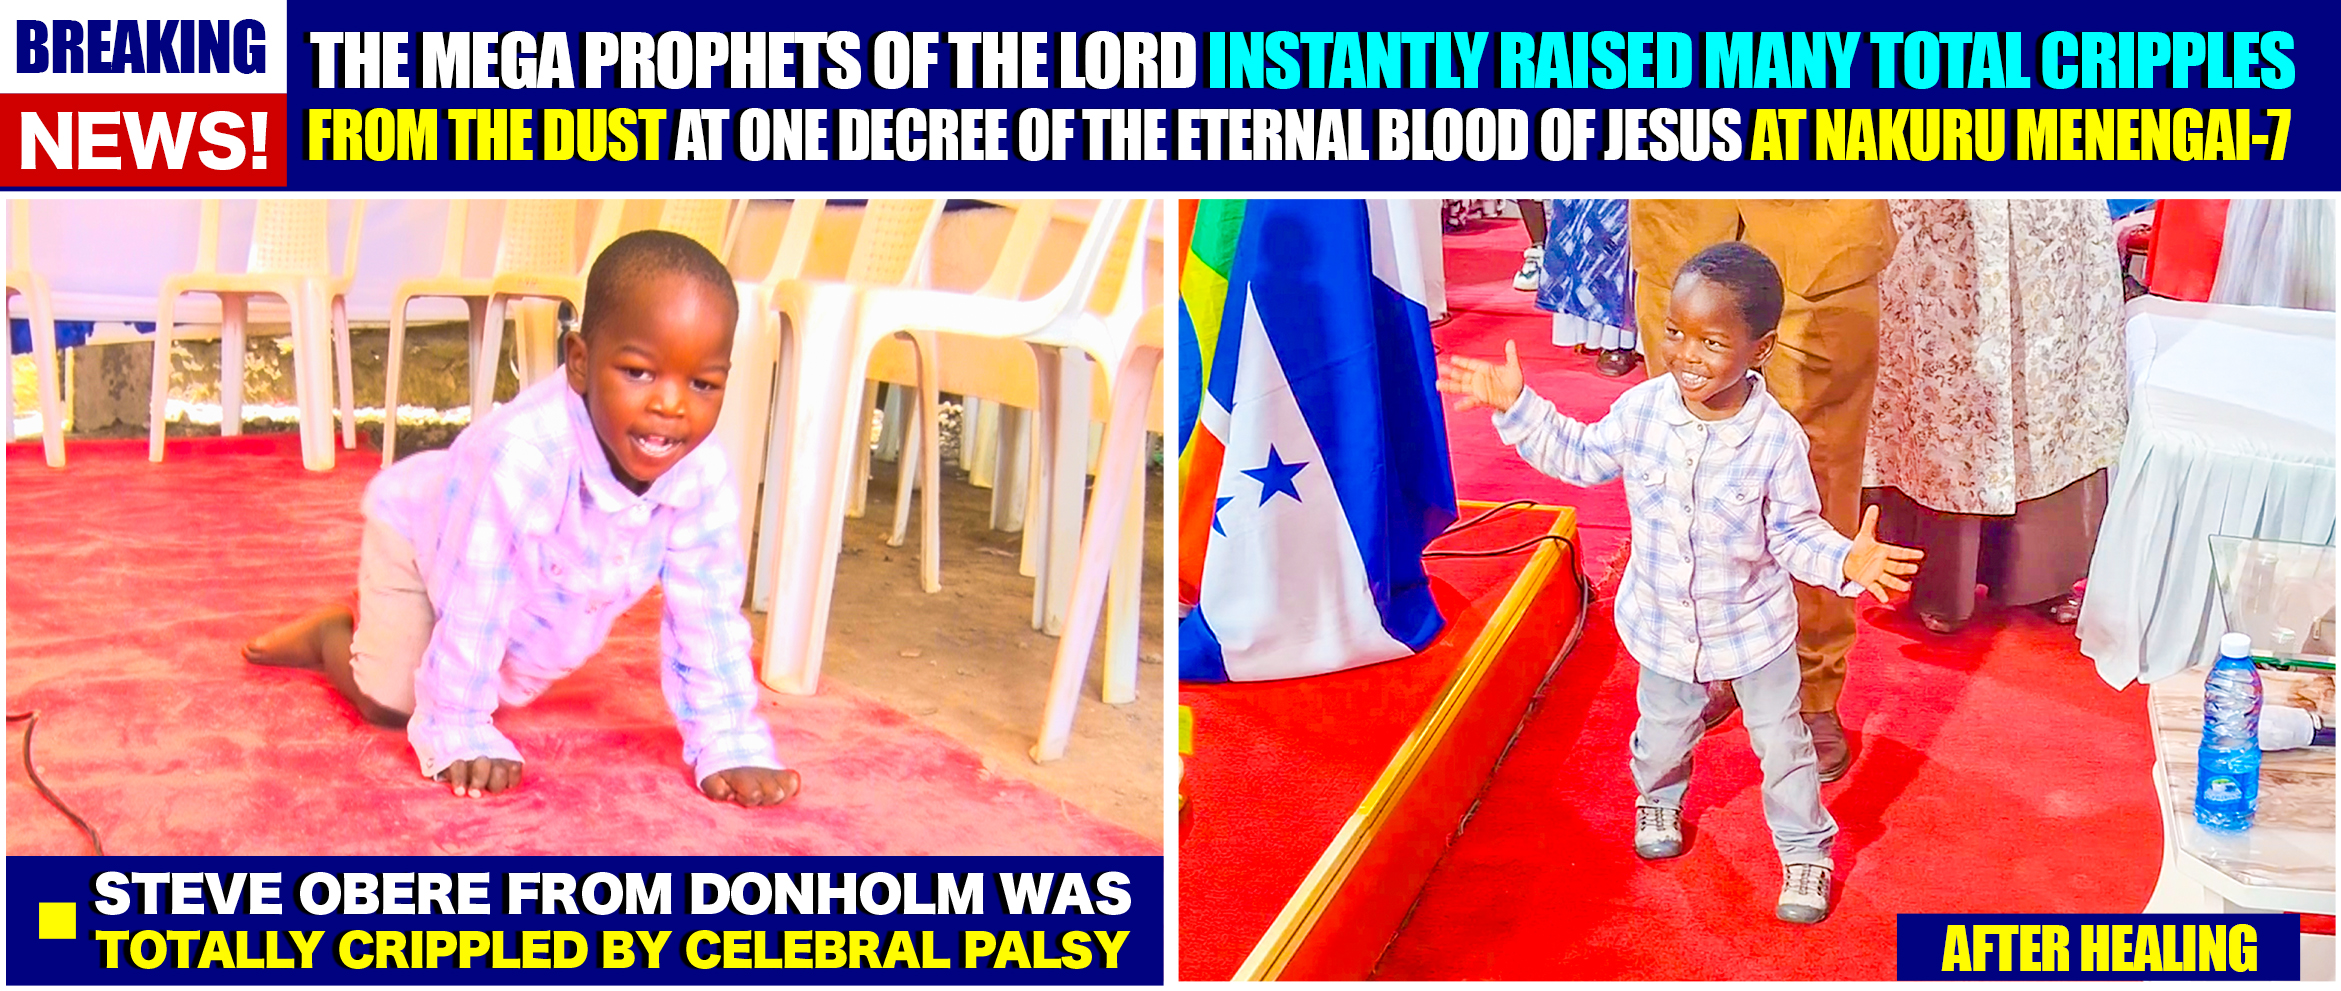 BREAKING
NEWS!
THE MEGA PROPHETS OF THE LORD INSTANTLY RAISED MANY TOTAL CRIPPLES
FROM THE DUST AT ONE DECREE OF THE ETERNAL BLOOD OF JESUS AT NAKURU MENENGAI-7
STEVE OBERE FROM DONHOLM WAS
TOTALLY CRIPPLED BY CELEBRAL PALSY
AFTER HEALING